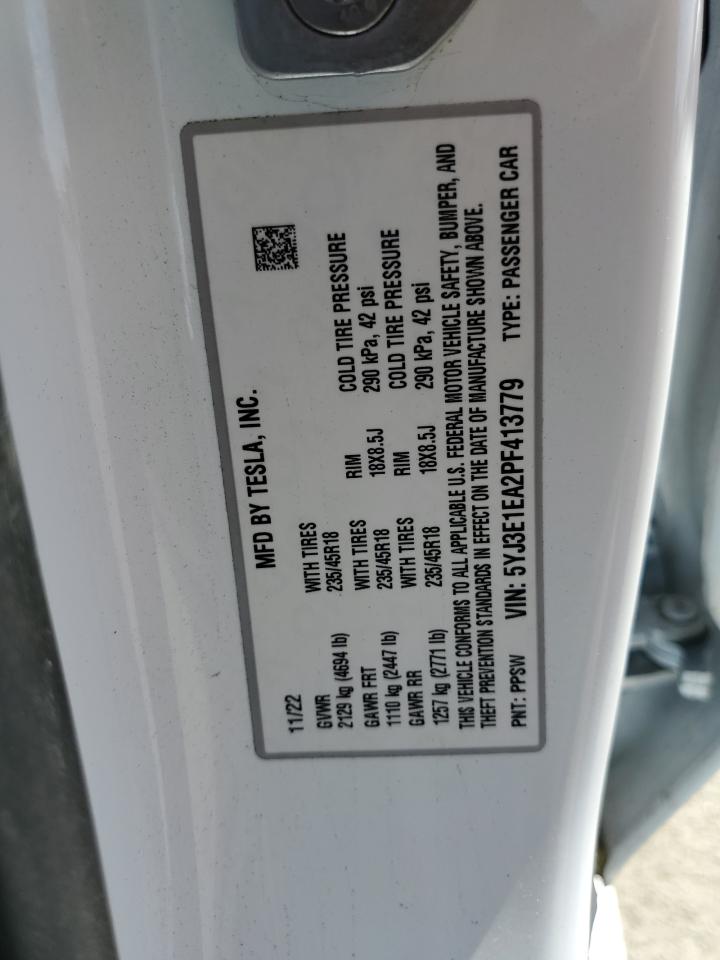 MFD BY TESLA, INC.
11/22
GVWR WITH TIRES
2129 kg (4694 lb) 235/45R18
GAWR FRT WITH TIRES RIM COLD TIRE PRESSURE
1110 kg (2447 lb) 235/45R18 18X8.5J 290 kPa, 42 psi
GAWR RR WITH TIRES RIM COLD TIRE PRESSURE
1257 kg (2771 lb) 235/45R18 18X8.5J 290 kPa, 42 psi
THIS VEHICLE CONFORMS TO ALL APPLICABLE U.S. FEDERAL MOTOR VEHICLE SAFETY, BUMPER, AND
THEFT PREVENTION STANDARDS IN EFFECT ON THE DATE OF MANUFACTURE SHOWN ABOVE.
PNT: PPSW VIN: 5YJ3E1EA2PF413779 TYPE: PASSENGER CAR